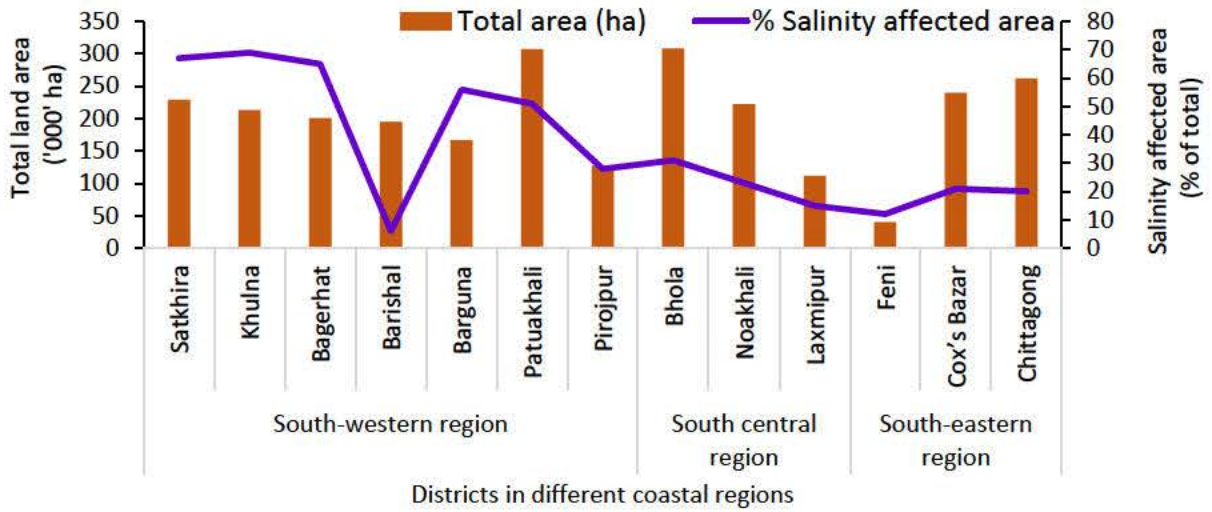 Total area (ha)
% Salinity affected area
Total land area
('000' ha)
350
300
250
200
150
100
50
0
80
70
60
50
40
30
20
10
0
Salinity affected area
(% of total)
Satkhira
Khulna
Bagerhat
Barishal
Barguna
Patuakhali
Pirojpur
Bhola
Noakhali
Laxmipur
Feni
Cox's Bazar
Chittagong
South-western region
South central
region
South-eastern
region
Districts in different coastal regions